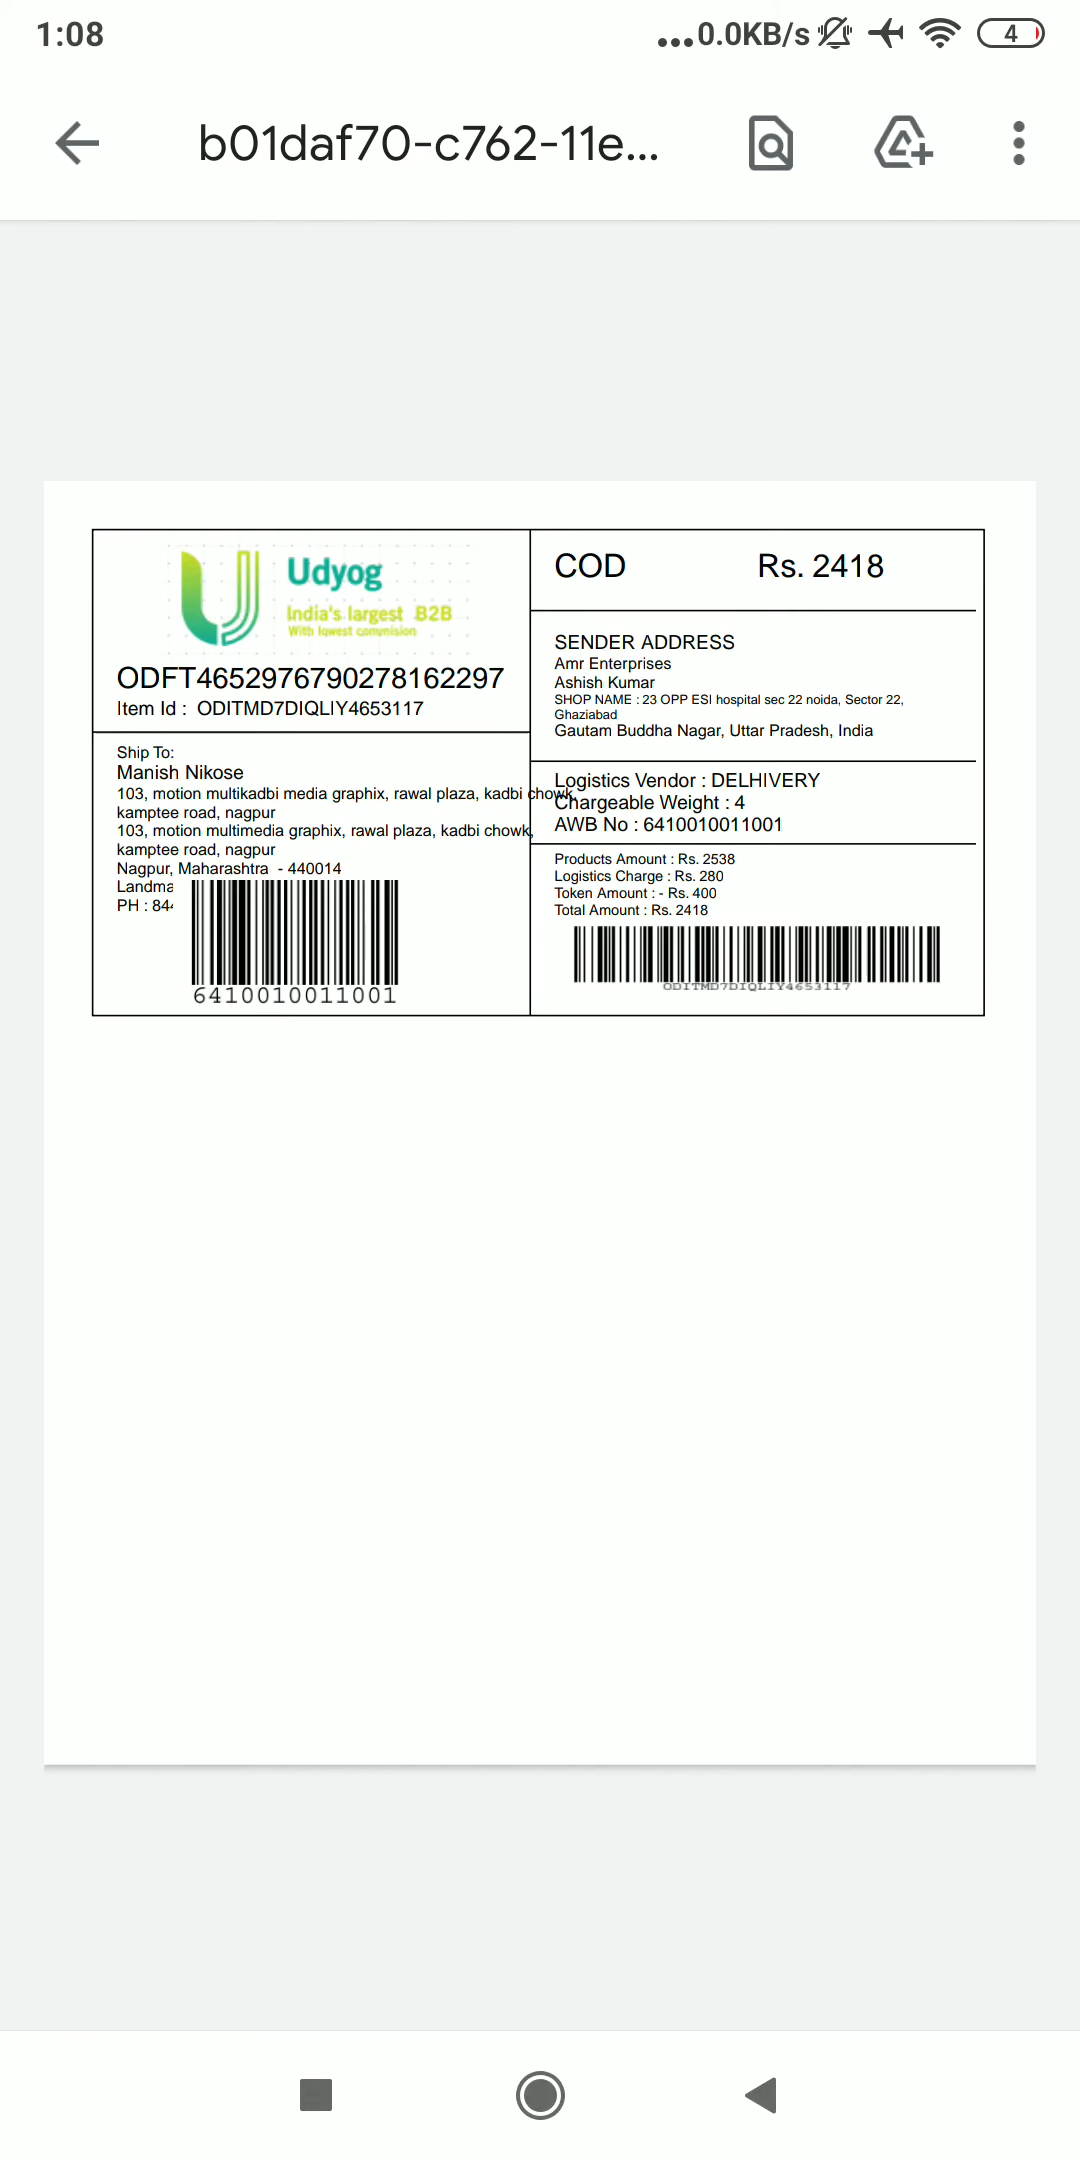 1:08
...0.0KB/s
4
b01daf70-c762-11e...
Udyog
India's largest B2B
With lowest commision
ODFT4652976790278162297
Item Id : ODITMD7DIQLIY4653117
Ship To:
Manish Nikose
103, motion multikadbi media graphix, rawal plaza, kadbi chowk,
kamptee road, nagpur
103, motion multimedia graphix, rawal plaza, kadbi chowk,
kamptee road, nagpur
Nagpur, Maharashtra - 440014
Landma
PH : 844
6410010011001
COD Rs. 2418
SENDER ADDRESS
Amr Enterprises
Ashish Kumar
SHOP NAME : 23 OPP ESI hospital sec 22 noida, Sector 22,
Ghaziabad
Gautam Buddha Nagar, Uttar Pradesh, India
Logistics Vendor : DELHIVERY
Chargeable Weight : 4
AWB No : 6410010011001
Products Amount : Rs. 2538
Logistics Charge : Rs. 280
Token Amount : - Rs. 400
Total Amount : Rs. 2418
ODITMD7DIQLIY4653117